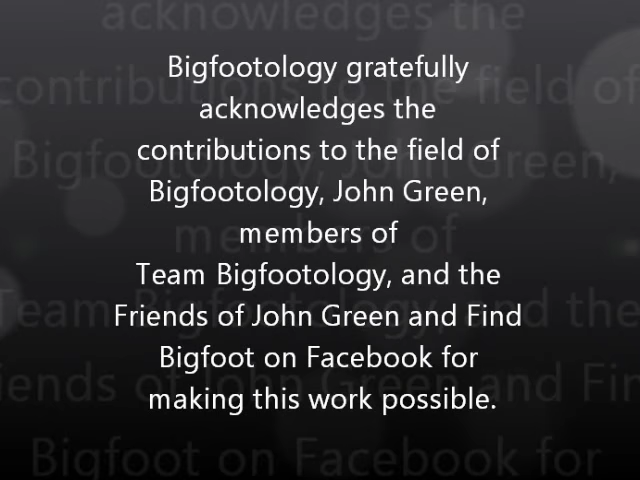 Bigfootology gratefully
acknowledges the
contributions to the field of
Bigfootology, John Green,
members of
Team Bigfootology, and the
Friends of John Green and Find
Bigfoot on Facebook for
making this work possible.